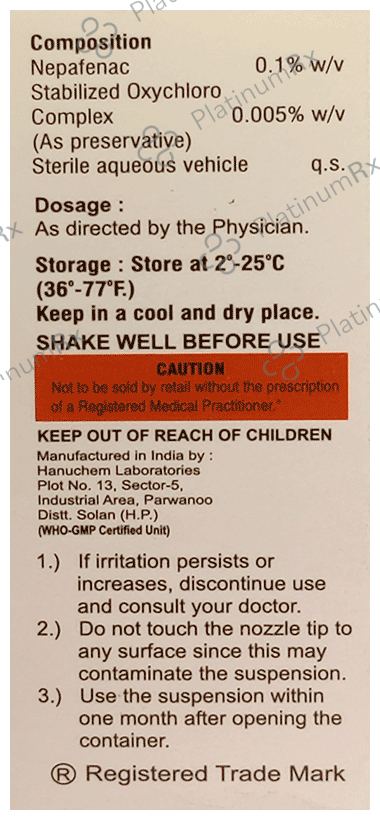 Composition
Nepafenac 0.1% w/v
Stabilized Oxychloro
Complex 0.005% w/v
(As preservative)
Sterile aqueous vehicle q.s.
Dosage :
As directed by the Physician.
Storage : Store at 2°-25°C
(36°-77°F.)
Keep in a cool and dry place.
SHAKE WELL BEFORE USE
CAUTION
Not to be sold by retail without the prescription
of a Registered Medical Practitioner."
KEEP OUT OF REACH OF CHILDREN
Manufactured in India by :
Hanuchem Laboratories
Plot No. 13, Sector-5,
Industrial Area, Parwanoo
Distt. Solan (H.P.)
(WHO-GMP Certified Unit)
1.) If irritation persists or
increases, discontinue use
and consult your doctor.
2.) Do not touch the nozzle tip to
any surface since this may
contaminate the suspension.
3.) Use the suspension within
one month after opening the
container.
® Registered Trade Mark
PlatinumRx
PlatinumRx
PlatinumRx